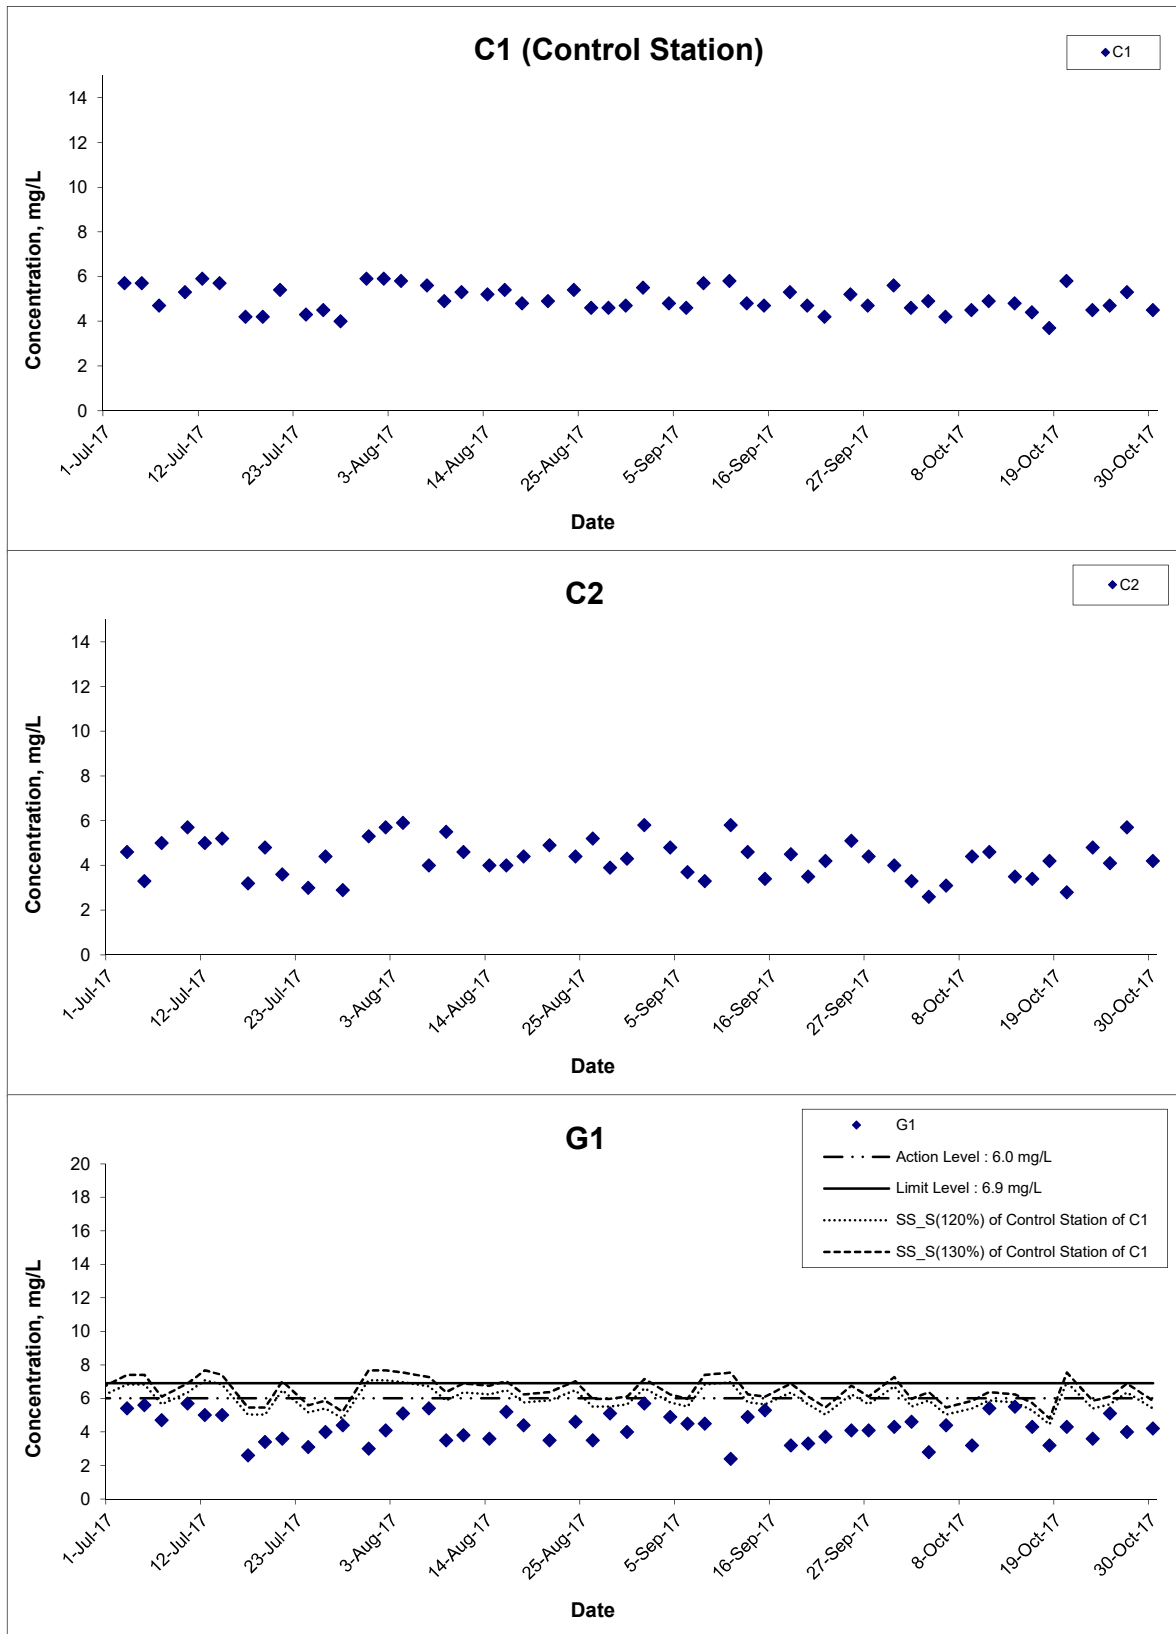 C1 (Control Station)
C1
Concentration, mg/L
14
12
10
8
6
4
2
0
1-Jul-17
12-Jul-17
23-Jul-17
3-Aug-17
14-Aug-17
25-Aug-17
5-Sep-17
16-Sep-17
27-Sep-17
8-Oct-17
19-Oct-17
30-Oct-17
Date
C2
C2
Concentration, mg/L
14
12
10
8
6
4
2
0
1-Jul-17
12-Jul-17
23-Jul-17
3-Aug-17
14-Aug-17
25-Aug-17
5-Sep-17
16-Sep-17
27-Sep-17
8-Oct-17
19-Oct-17
30-Oct-17
Date
G1
G1
Action Level : 6.0 mg/L
Limit Level : 6.9 mg/L
SS_S(120%) of Control Station of C1
SS_S(130%) of Control Station of C1
Concentration, mg/L
20
18
16
14
12
10
8
6
4
2
0
1-Jul-17
12-Jul-17
23-Jul-17
3-Aug-17
14-Aug-17
25-Aug-17
5-Sep-17
16-Sep-17
27-Sep-17
8-Oct-17
19-Oct-17
30-Oct-17
Date